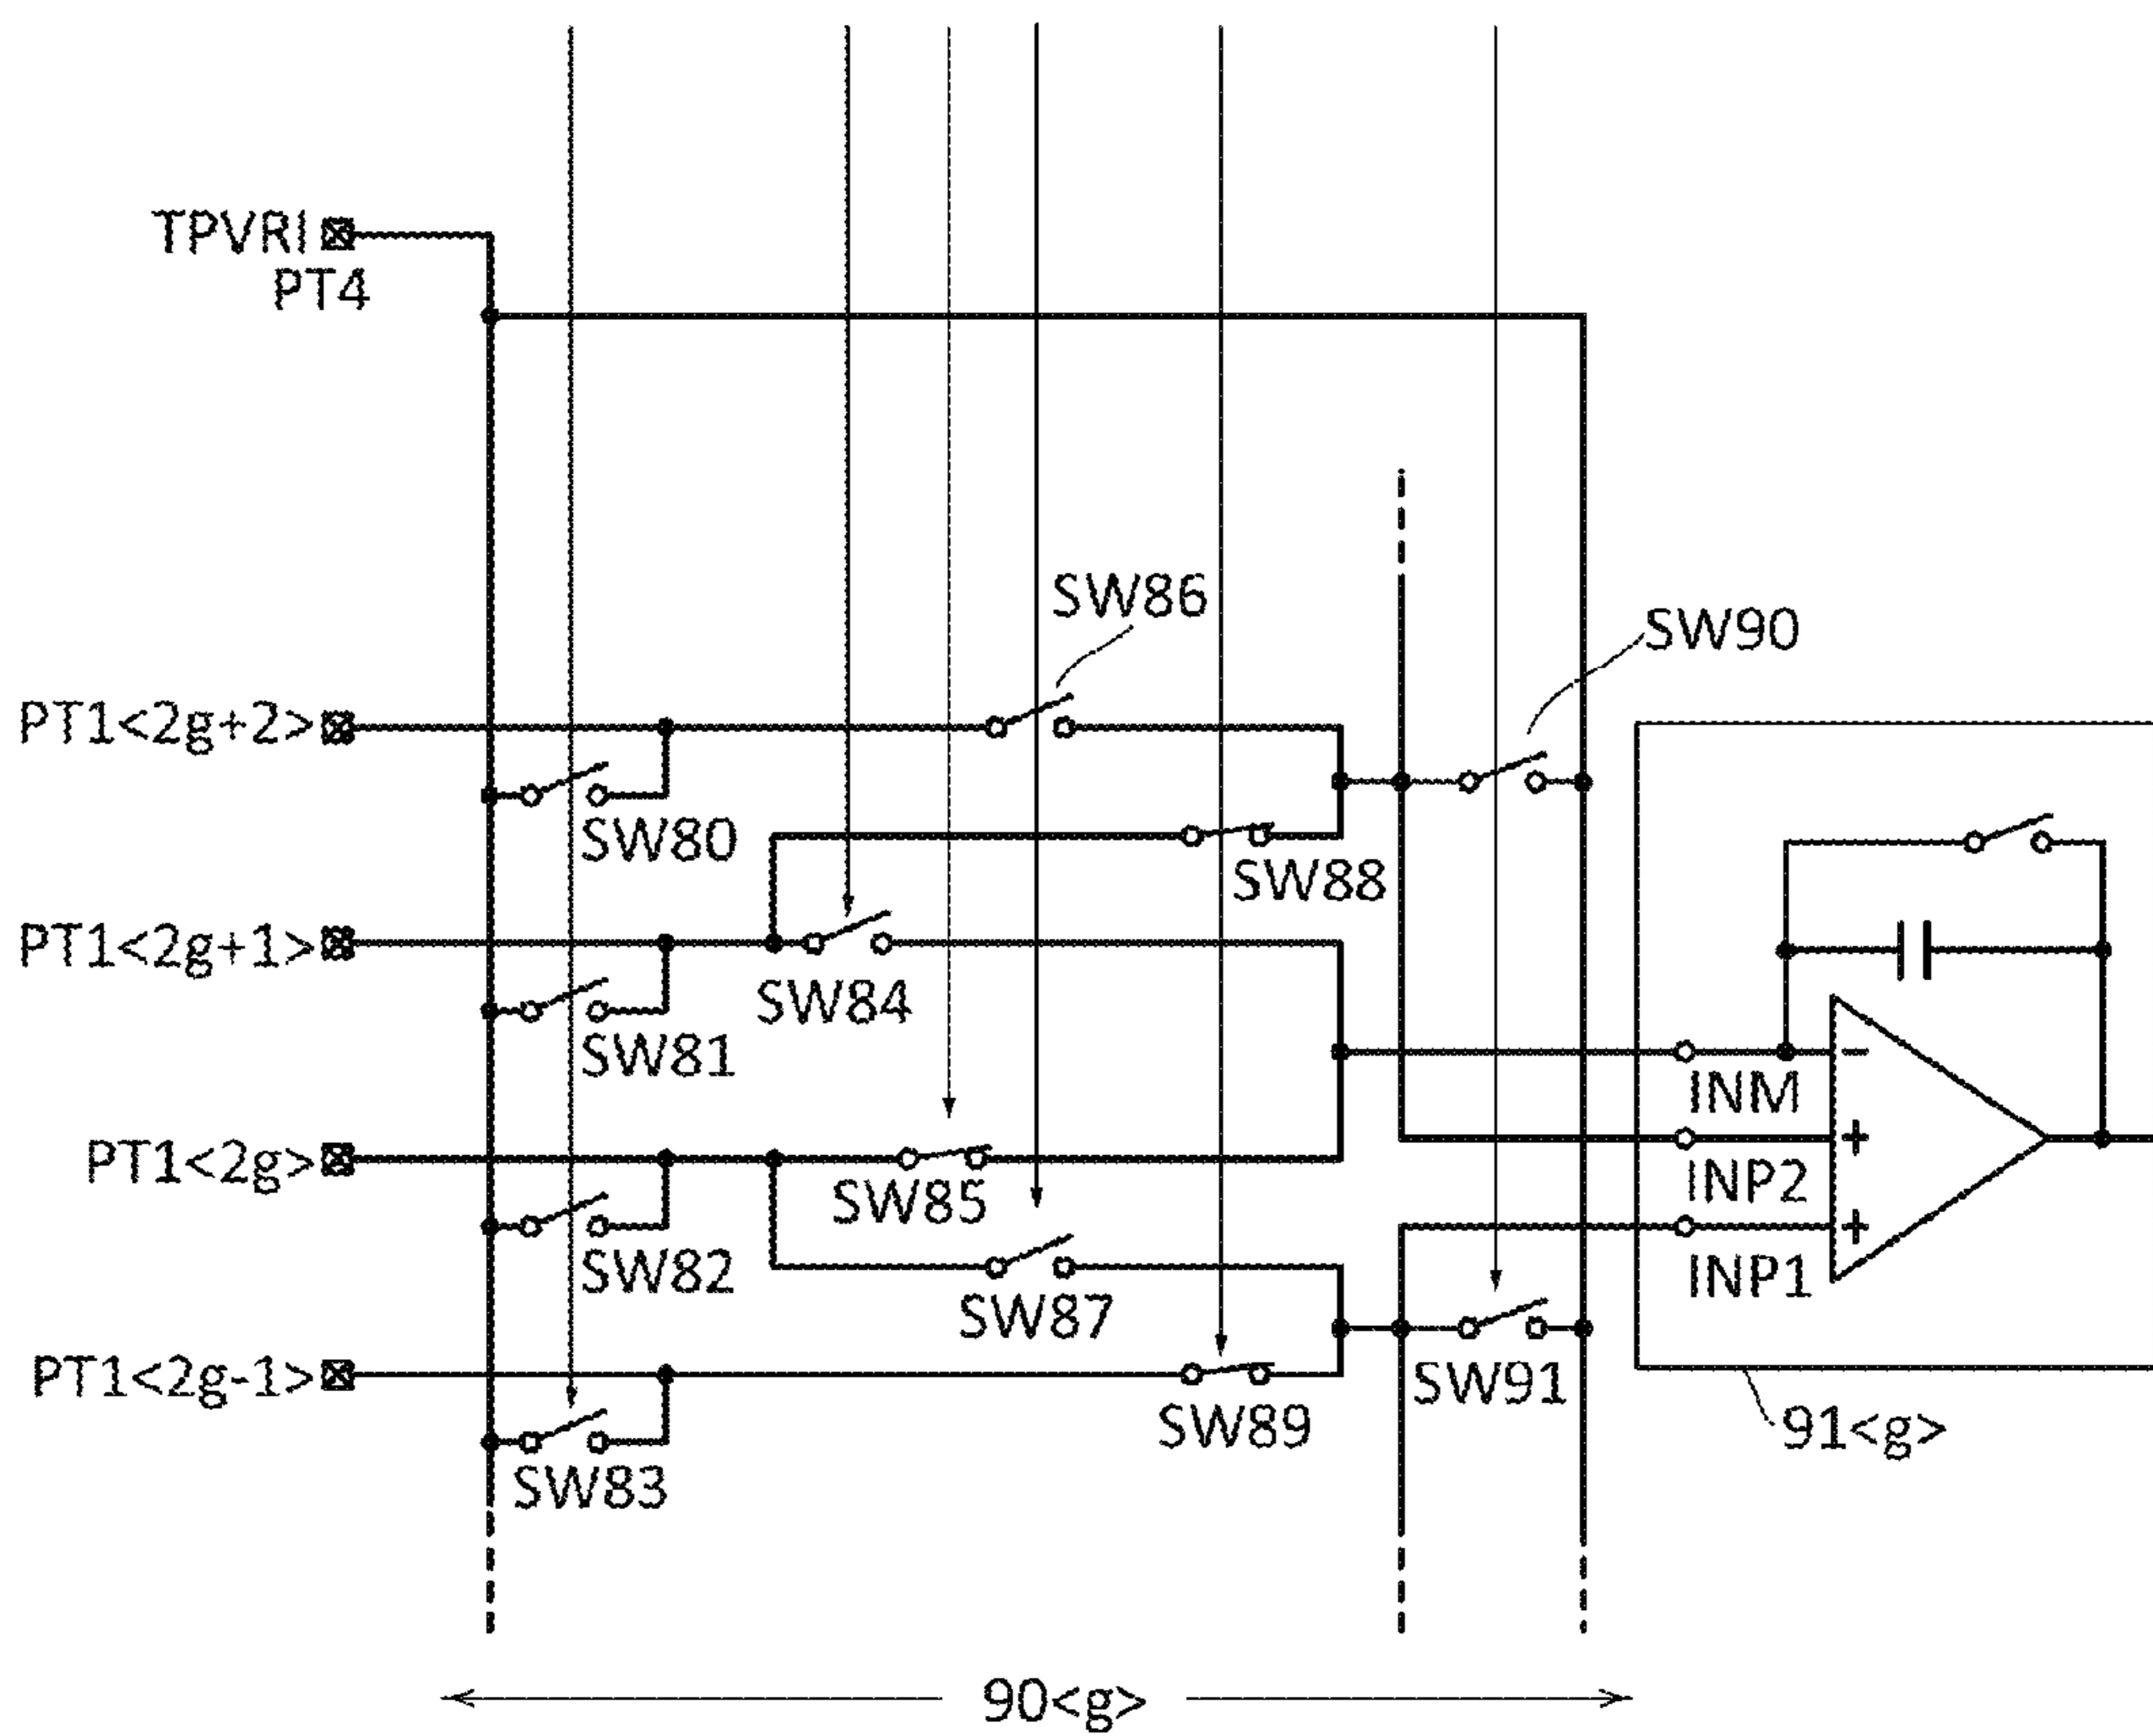 TPVRI
PT4
SW86
SW90
PT1<2g+2>
SW80
SW88
PT1<2g+1>
SW84
SW81
INM
PT1<2g>
SW85
INP2
SW82
INP1
SW87
PT1<2g-1>
SW91
SW89
91<g>
SW83
90<g>